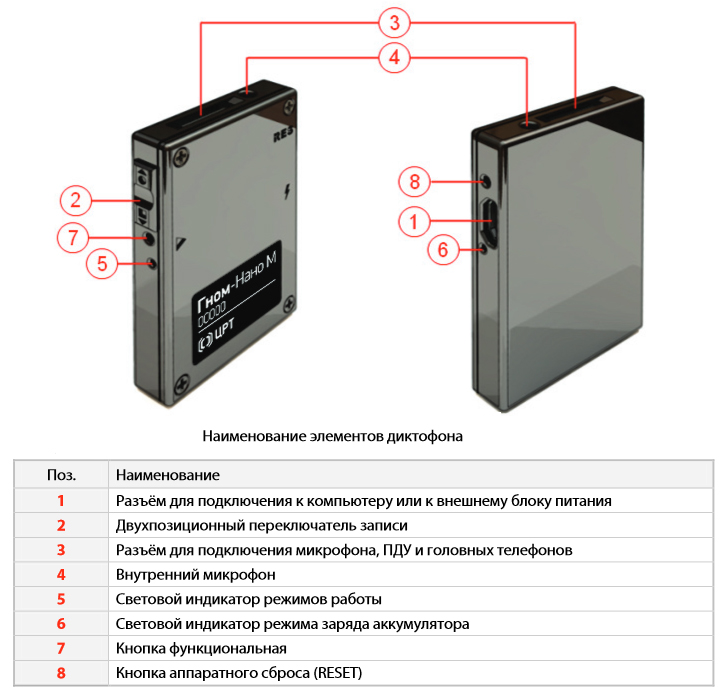 3
4
RES
8
2
1
7
6
5
Гном-Нано М
00000
ЦРТ
Наименование элементов диктофона
Поз. Наименование
1 Разъём для подключения к компьютеру или к внешнему блоку питания
2 Двухпозиционный переключатель записи
3 Разъём для подключения микрофона, ПДУ и головных телефонов
4 Внутренний микрофон
5 Световой индикатор режимов работы
6 Световой индикатор режима заряда аккумулятора
7 Кнопка функциональная
8 Кнопка аппаратного сброса (RESET)